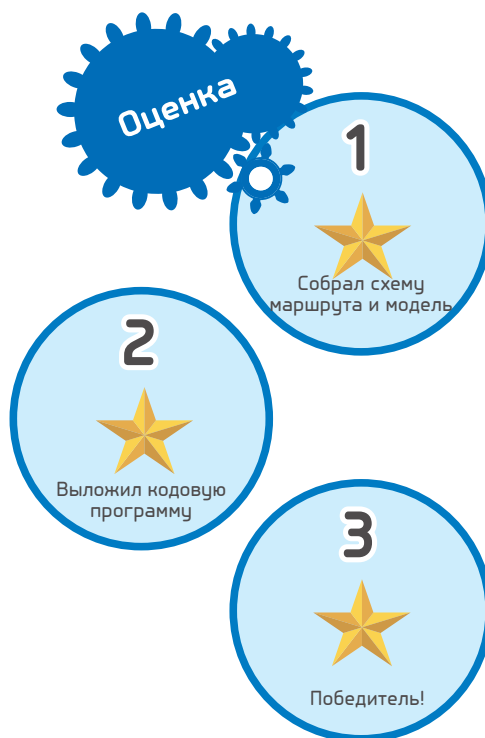 Оценка
1
Собрал схему
маршрута и модель
2
Выложил кодовую
программу
3
Победитель!